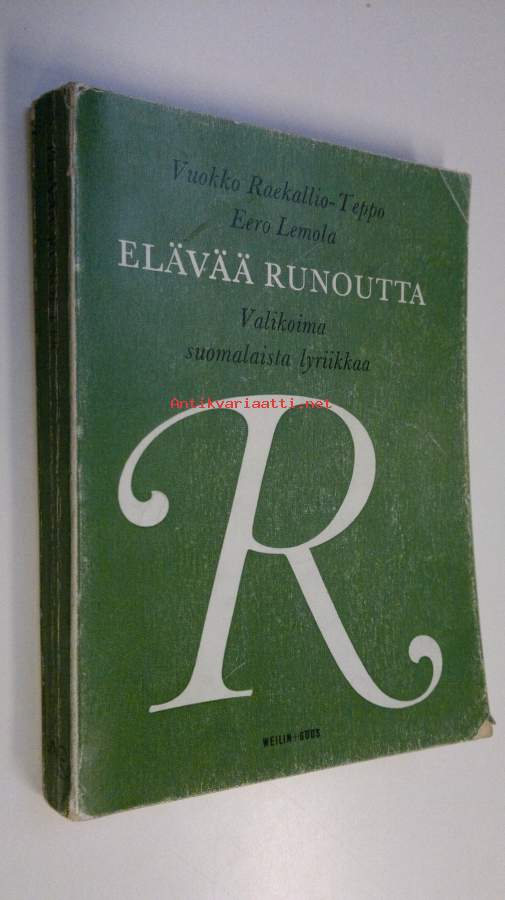 Vuokko Raekallio-Teppo
Eero Lemola
ELÄVÄÄ RUNOUTTA
Valikoima
suomalaista lyriikkaa
Antikvariaatti.net
R
WEILIN+GÖÖS